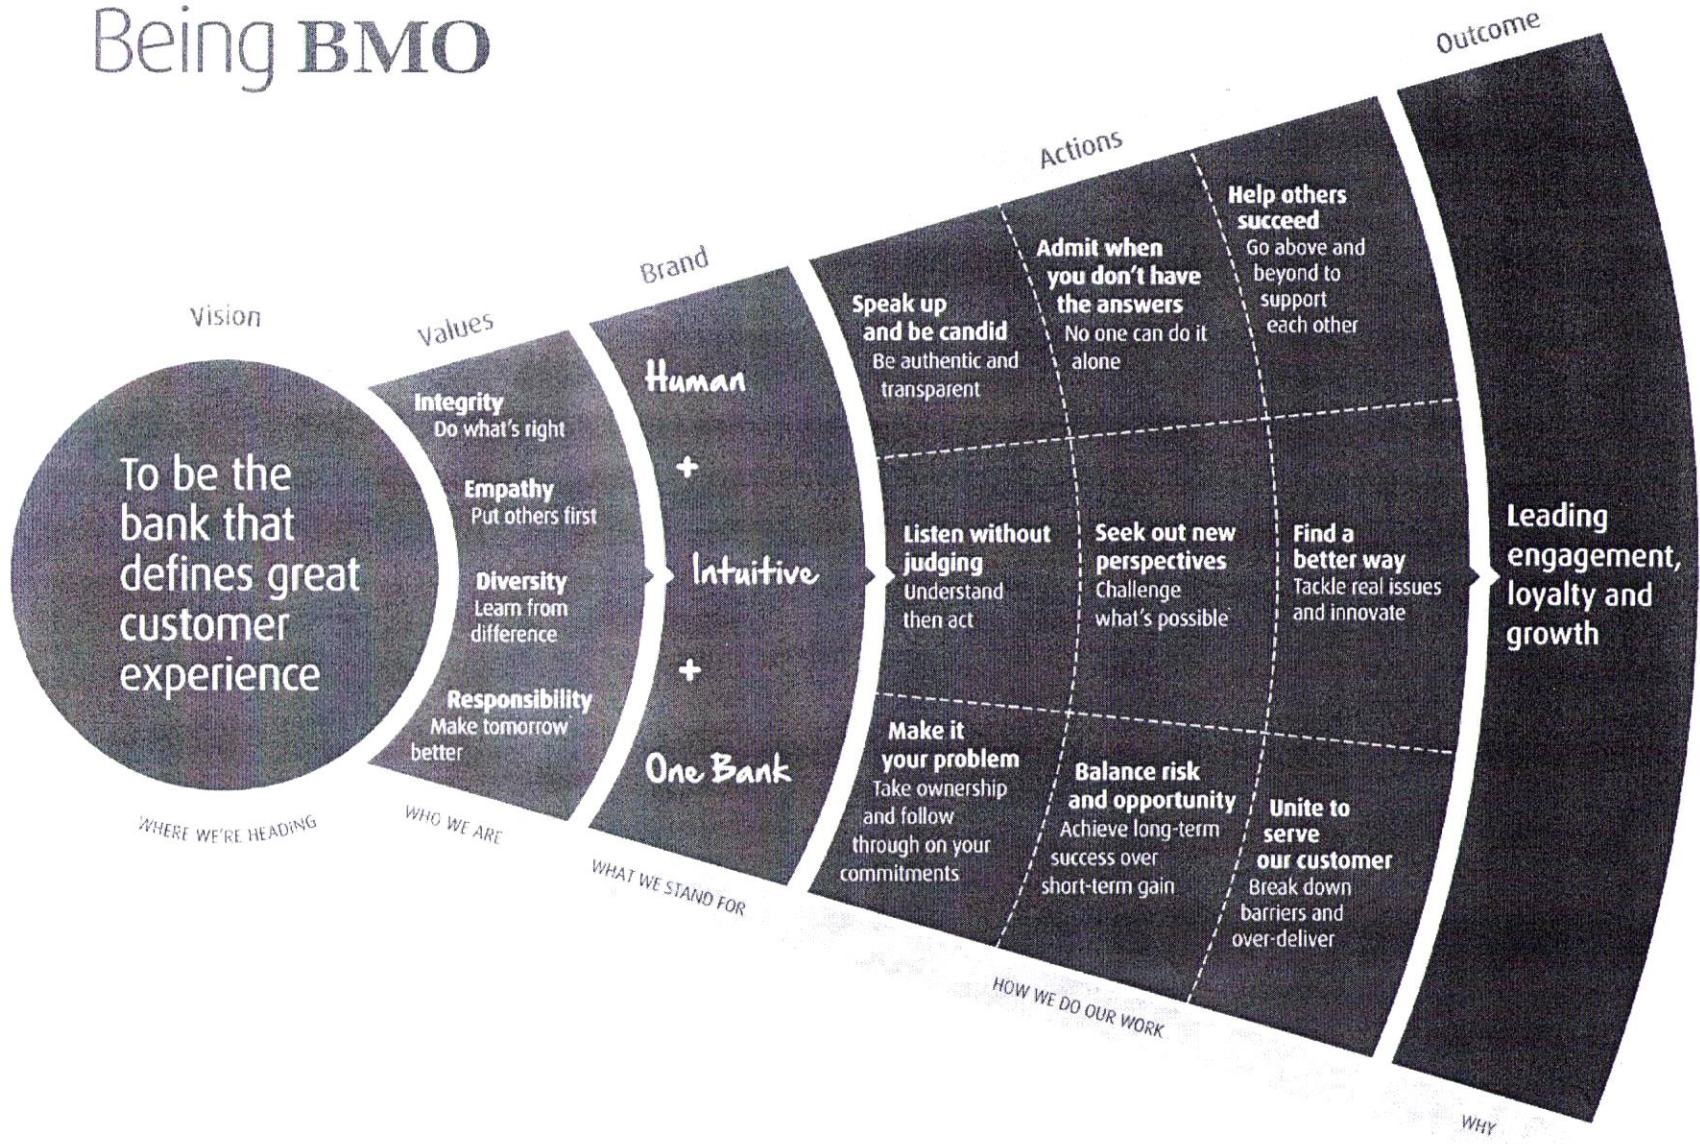 Being BMO
Vision
To be the
bank that
defines great
customer
experience
WHERE WE'RE HEADING
Values
Integrity
Do what's right
Empathy
Put others first
Diversity
Learn from
difference
Responsibility
Make tomorrow
better
WHO WE ARE
Brand
Human
+
Intuitive
+
One Bank
WHAT WE STAND FOR
Actions
Speak up
and be candid
Be authentic and
transparent
Admit when
you don't have
the answers
No one can do it
alone
Help others
succeed
Go above and
beyond to
support
each other
Listen without
judging
Understand
then act
Seek out new
perspectives
Challenge
what's possible
Find a
better way
Tackle real issues
and innovate
Make it
your problem
Take ownership
and follow
through on your
commitments
Balance risk
and opportunity
Achieve long-term
success over
short-term gain
Unite to
serve
our customer
Break down
barriers and
over-deliver
HOW WE DO OUR WORK
Outcome
Leading
engagement,
loyalty and
growth
WHY